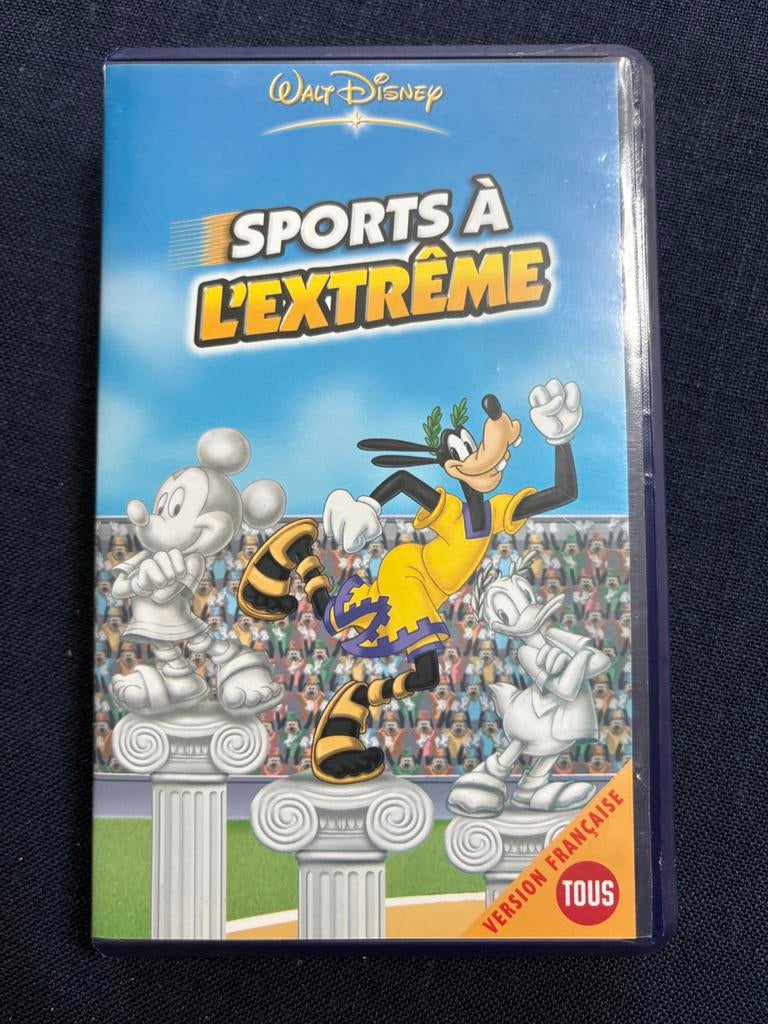 WALT DISNEY
SPORTS À
L'EXTRÊME
VERSION FRANÇAISE
TOUS